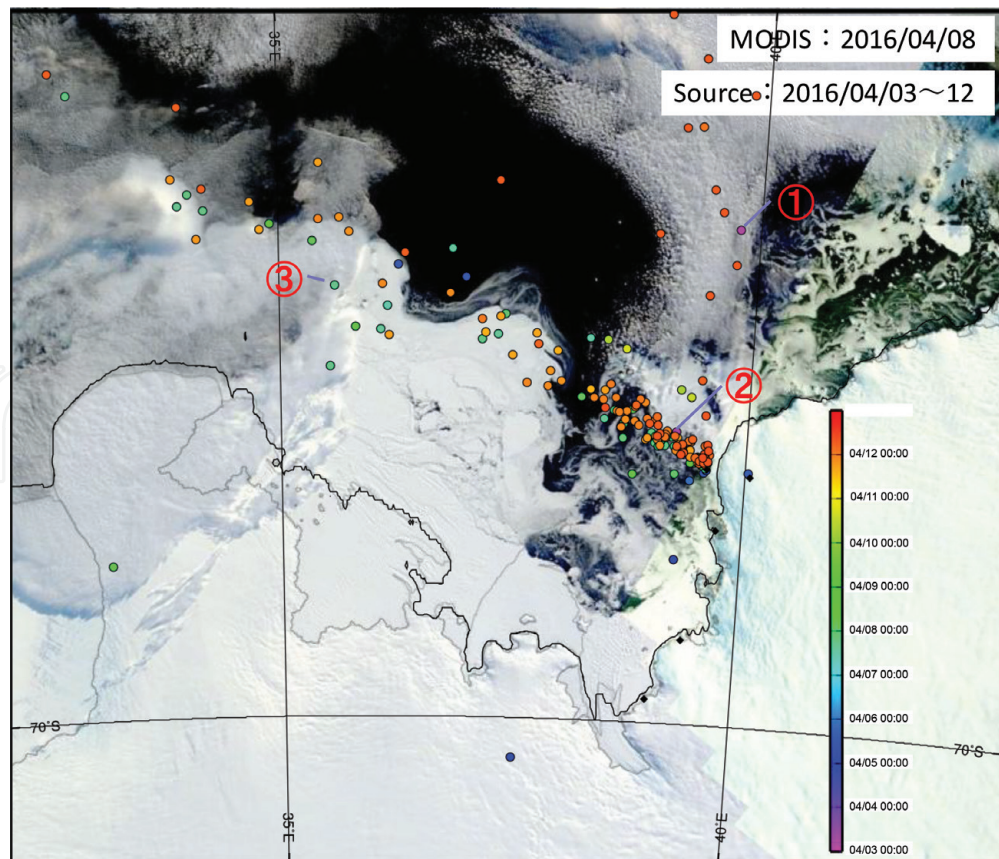 35°E
40°E
MODIS：2016/04/08
Source：2016/04/03～12
①
③
②
04/12 00:00
04/11 00:00
04/10 00:00
04/09 00:00
04/08 00:00
04/07 00:00
04/06 00:00
04/05 00:00
04/04 00:00
04/03 00:00
70°S
70°S
35°E
40°E